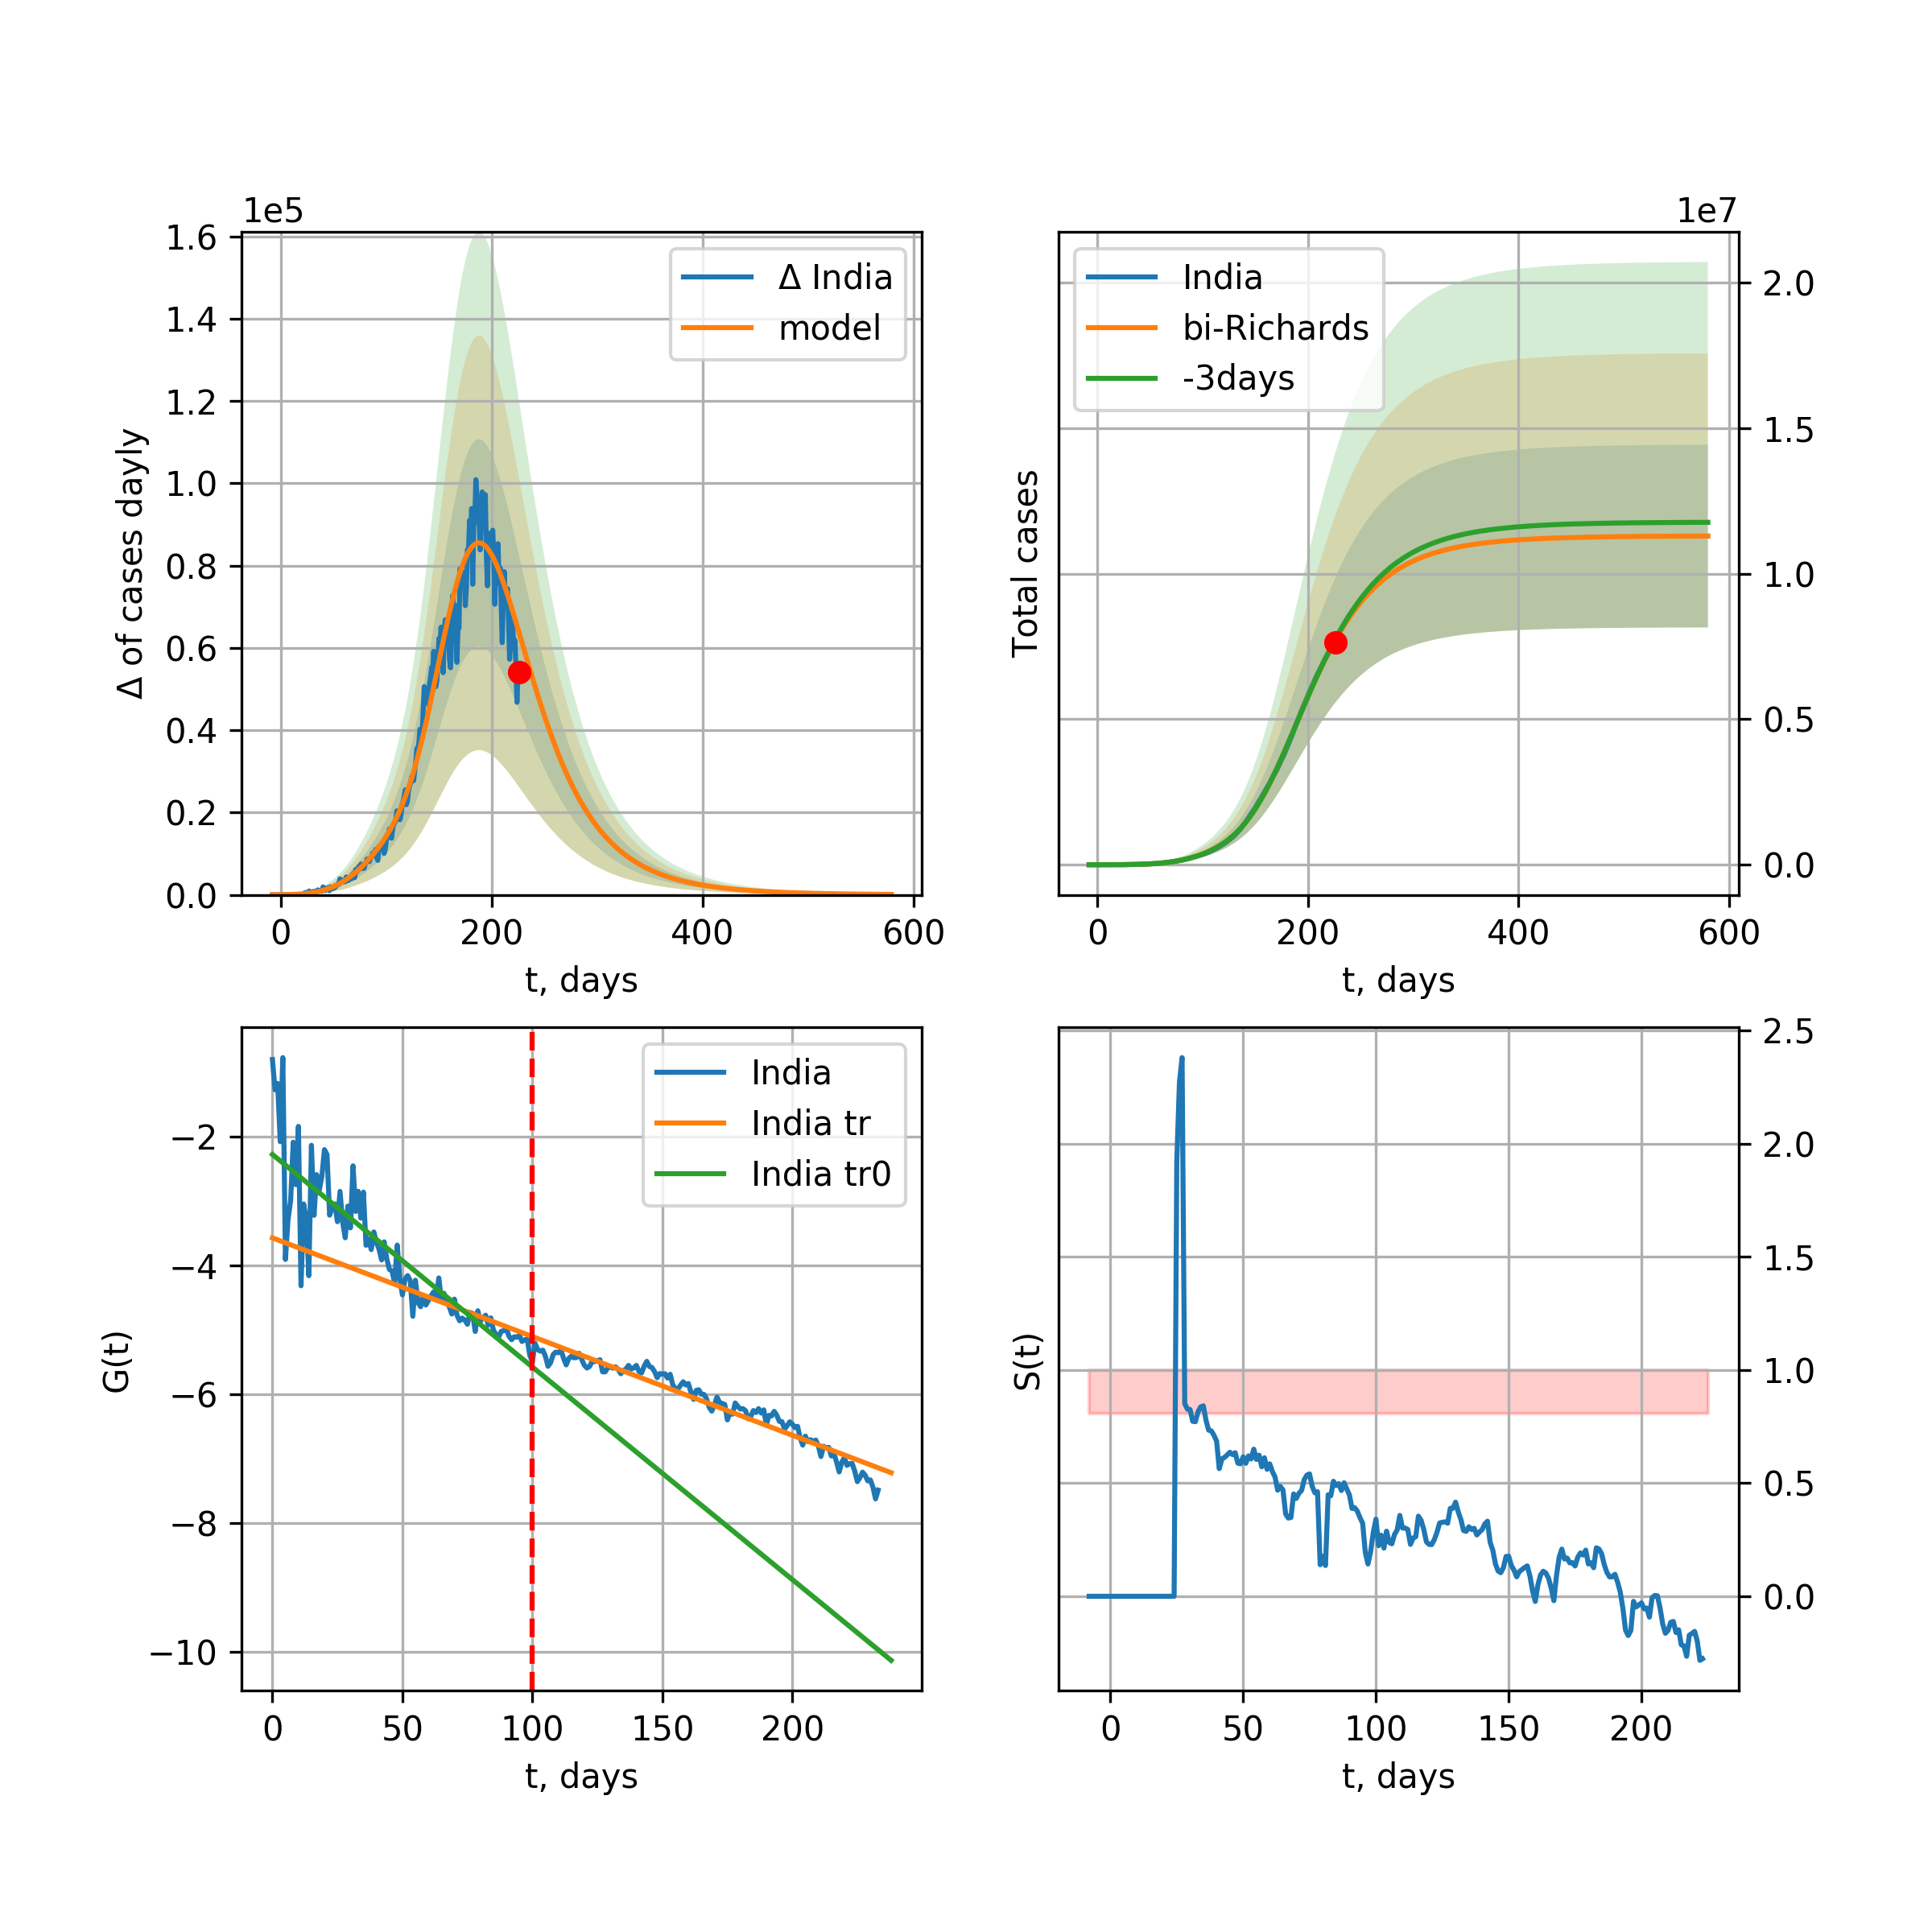 1e5
1.6
1.4
1.2
1.0
0.8
0.6
0.4
0.2
0.0
Δ of cases dayly
Δ India
model
0 200 400 600
t, days
1e7
India
bi-Richards
-3days
2.0
1.5
1.0
0.5
0.0
Total cases
0 200 400 600
t, days
India
India tr
India tr0
−2
−4
−6
−8
−10
G(t)
0 50 100 150 200
t, days
2.5
2.0
1.5
1.0
0.5
0.0
S(t)
0 50 100 150 200
t, days